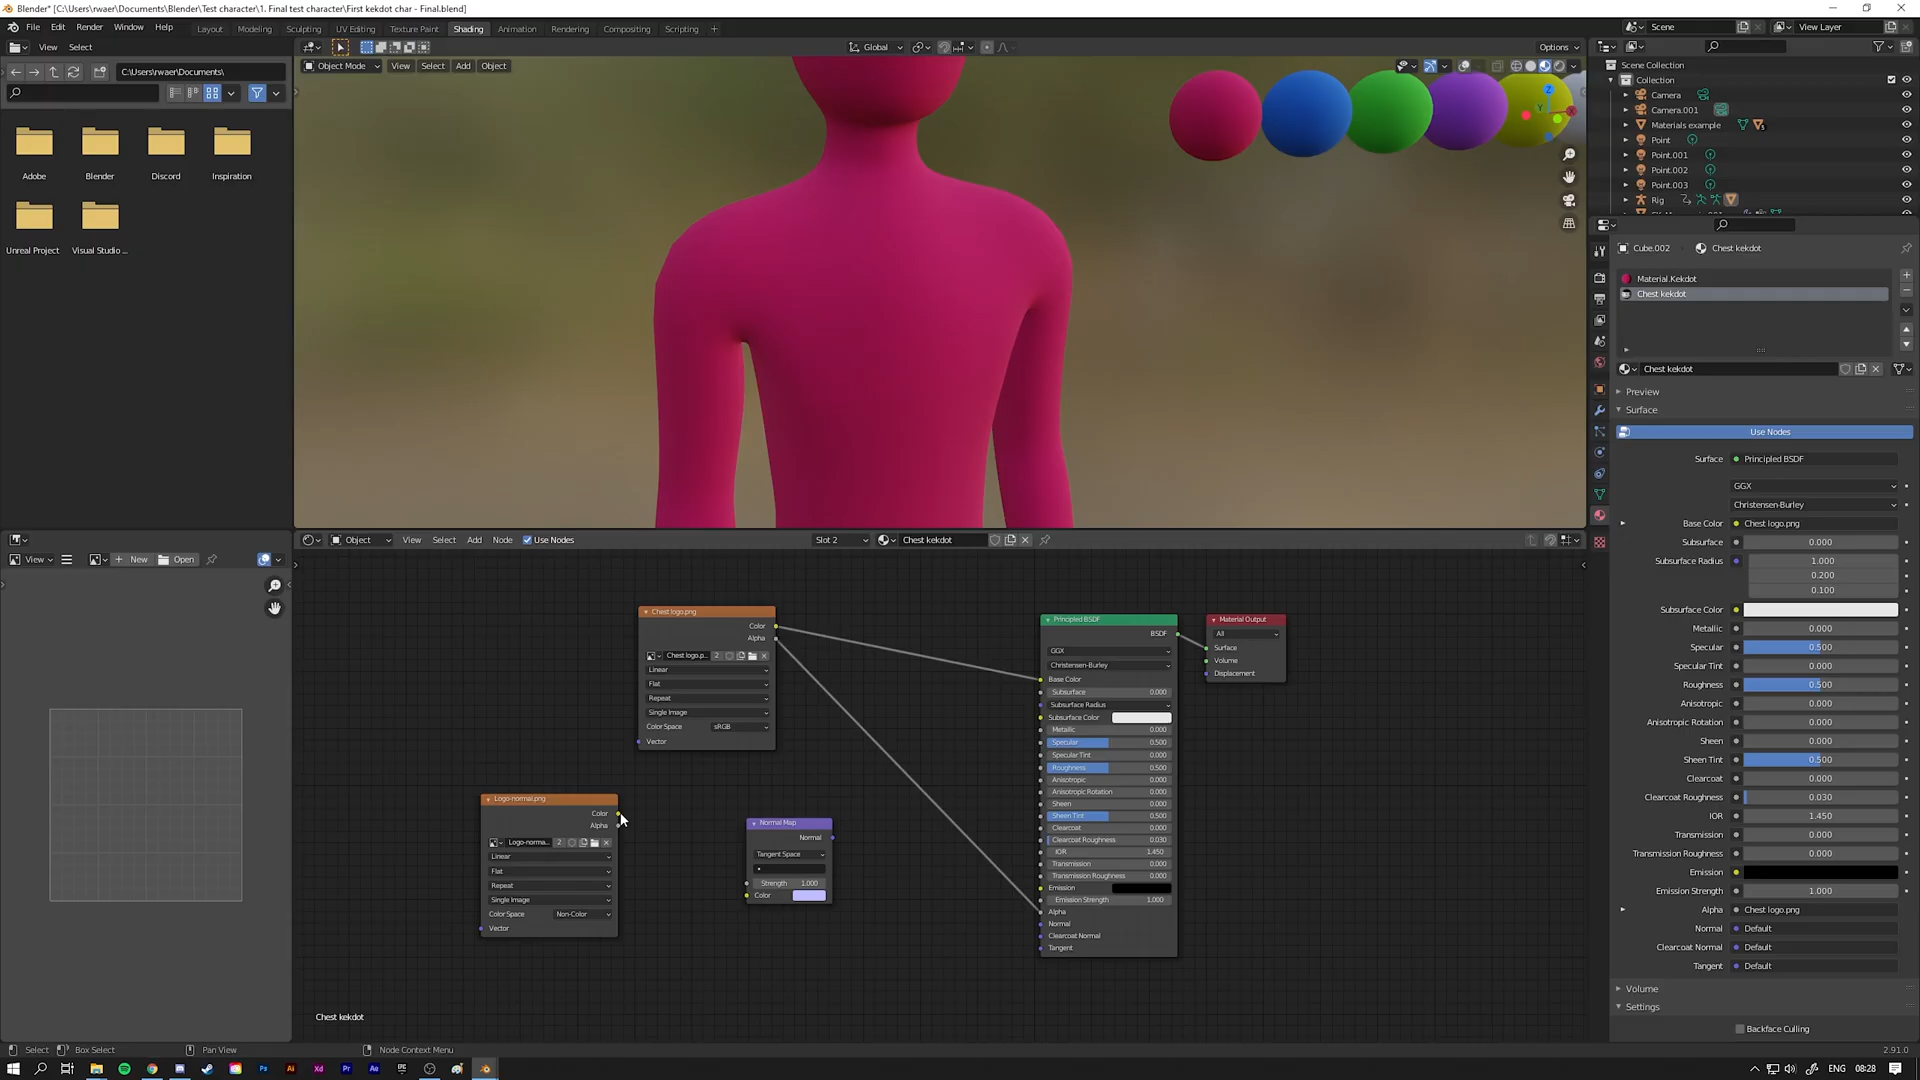 Blender* [C:\Users\rwaer\Documents\Blender\Test character\1. Final test character\First kekdot char - Final.blend]
File Edit Render Window Help
Layout Modeling Sculpting UV Editing Texture Paint Shading Animation Rendering Compositing Scripting +
Scene View Layer
View Select
Global Options
C:\Users\rwaer\Documents\
Object Mode View Select Add Object
Adobe Blender Discord Inspiration
Unreal Project Visual Studio ...
Z
Y
Scene Collection
Collection
Camera
Camera.001
Materials example
Point
Point.001
Point.002
Point.003
Rig
Cube.002 Chest kekdot
Material.Kekdot
Chest kekdot
Chest kekdot
Preview
Surface
Use Nodes
Surface Principled BSDF
GGX
Christensen-Burley
Base Color Chest logo.png
Subsurface 0.000
Subsurface Radius 1.000
0.200
0.100
Subsurface Color
Metallic 0.000
Specular 0.500
Specular Tint 0.000
Roughness 0.500
Anisotropic 0.000
Anisotropic Rotation 0.000
Sheen 0.000
Sheen Tint 0.500
Clearcoat 0.000
Clearcoat Roughness 0.030
IOR 1.450
Transmission 0.000
Transmission Roughness 0.000
Emission
Emission Strength 1.000
Alpha Chest logo.png
Normal Default
Clearcoat Normal Default
Tangent Default
Volume
Settings
Backface Culling
View New Open
Object View Select Add Node Use Nodes Slot 2 Chest kekdot
Chest logo.png
Color
Alpha
Chest logo.p... 2
Linear
Flat
Repeat
Single Image
Color Space sRGB
Vector
Logo-normal.png
Color
Alpha
Logo-norma... 2
Linear
Flat
Repeat
Single Image
Color Space Non-Color
Vector
Normal Map
Normal
Tangent Space
Strength 1.000
Color
Principled BSDF
BSDF
GGX
Christensen-Burley
Base Color
Subsurface 0.000
Subsurface Radius
Subsurface Color
Metallic 0.000
Specular 0.500
Specular Tint 0.000
Roughness 0.500
Anisotropic 0.000
Anisotropic Rotation 0.000
Sheen 0.000
Sheen Tint 0.500
Clearcoat 0.000
Clearcoat Roughness 0.030
IOR 1.450
Transmission 0.000
Transmission Roughness 0.000
Emission
Emission Strength 1.000
Alpha
Normal
Clearcoat Normal
Tangent
Material Output
All
Surface
Volume
Displacement
Chest kekdot
Select Box Select Pan View Node Context Menu 2.91.0
Ps Ai Xd Pr Ae ENG 08:28